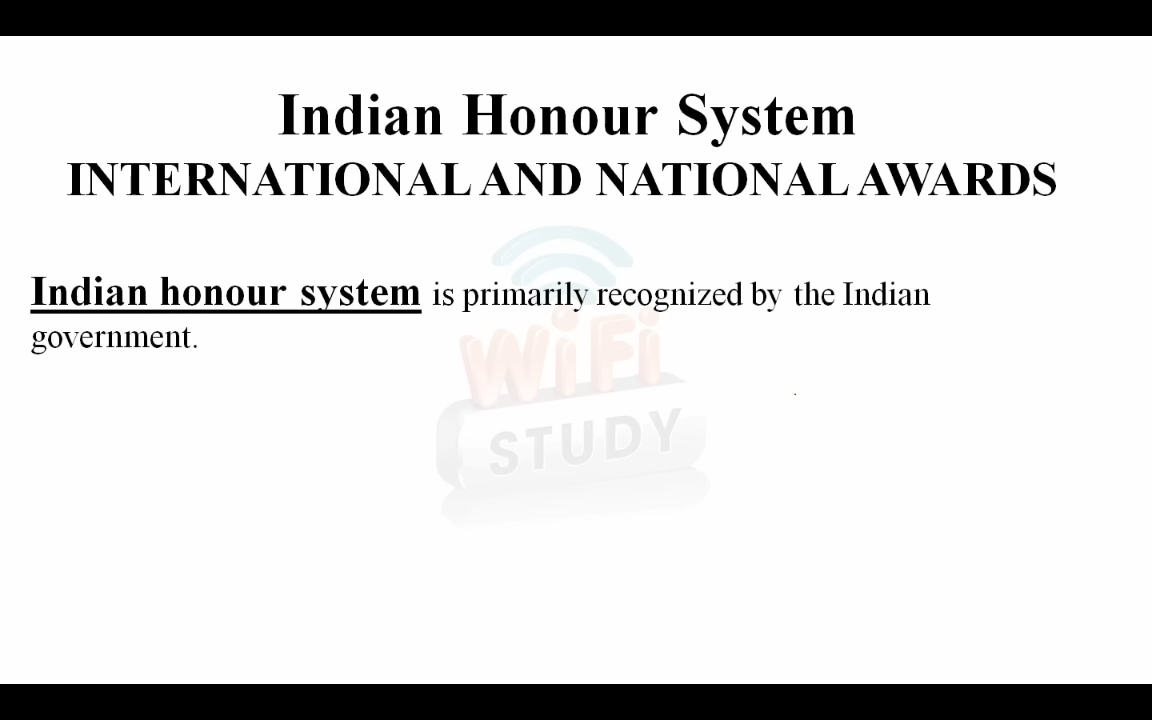 Indian Honour System
INTERNATIONAL AND NATIONAL AWARDS
Indian honour system is primarily recognized by the Indian
government.
WiFi
STUDY